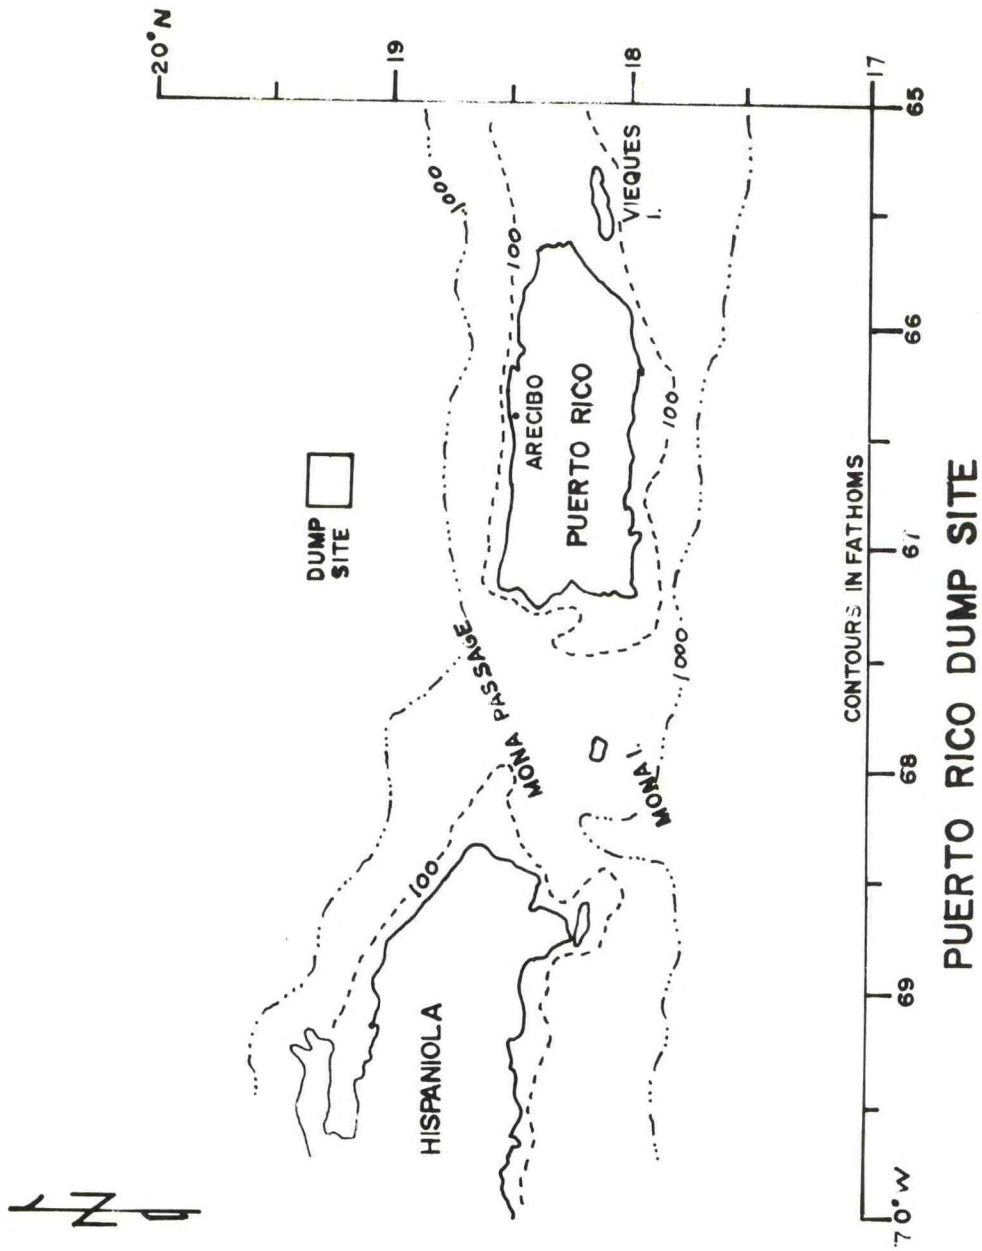 20°N
19
18
17
65
66
67
68
69
70°W
1000
100
VIEQUES
I.
ARECIBO
PUERTO RICO
DUMP
SITE
100
MONA PASSAGE
1000
MONA I.
100
HISPANIOLA
N
CONTOURS IN FATHOMS
PUERTO RICO DUMP SITE